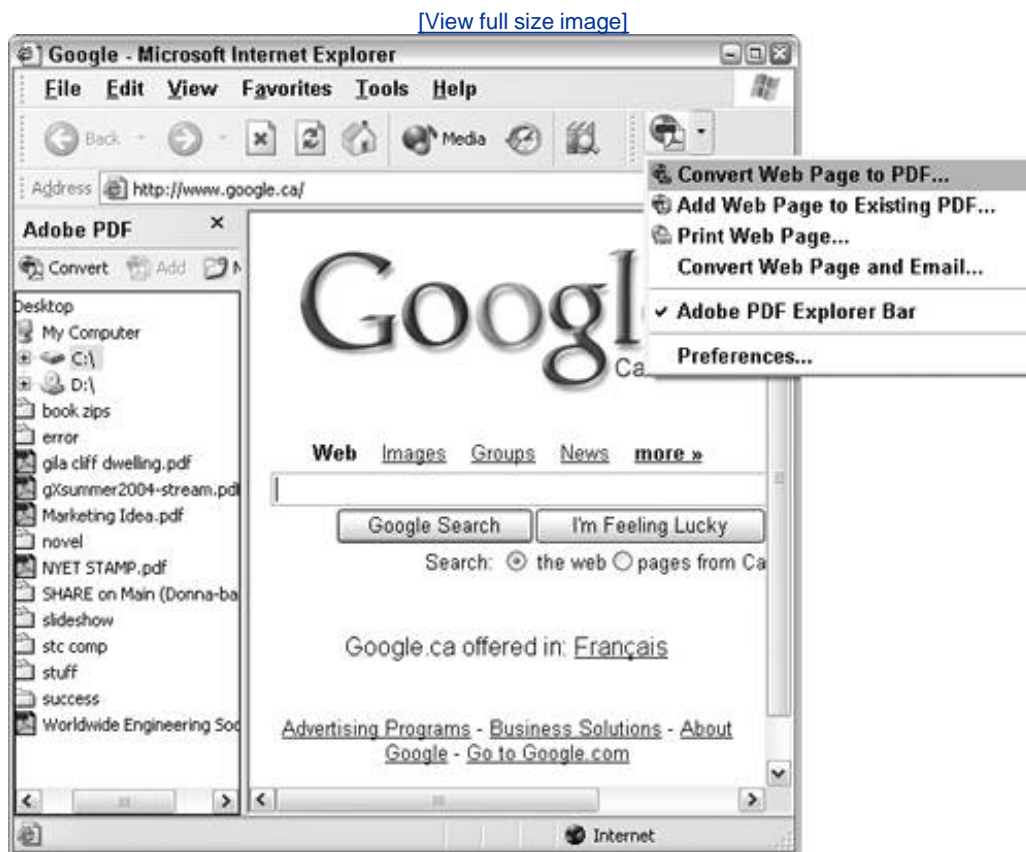 [View full size image]
Google - Microsoft Internet Explorer
File Edit View Favorites Tools Help
Back Media
Address http://www.google.ca/
Convert Web Page to PDF...
Add Web Page to Existing PDF...
Print Web Page...
Convert Web Page and Email...
Adobe PDF Explorer Bar
Preferences...
Adobe PDF
Convert Add
Desktop
My Computer
C:\
D:\
book zips
error
gila cliff dwelling.pdf
gXsummer2004-stream.pd
Marketing Idea.pdf
novel
NYET STAMP.pdf
SHARE on Main (Donna-ba
slideshow
stc comp
stuff
success
Worldwide Engineering Soc
Googl
Ca
Web Images Groups News more »
Google Search I'm Feeling Lucky
Search: the web pages from Ca
Google.ca offered in: Français
Advertising Programs - Business Solutions - About
Google - Go to Google.com
Internet